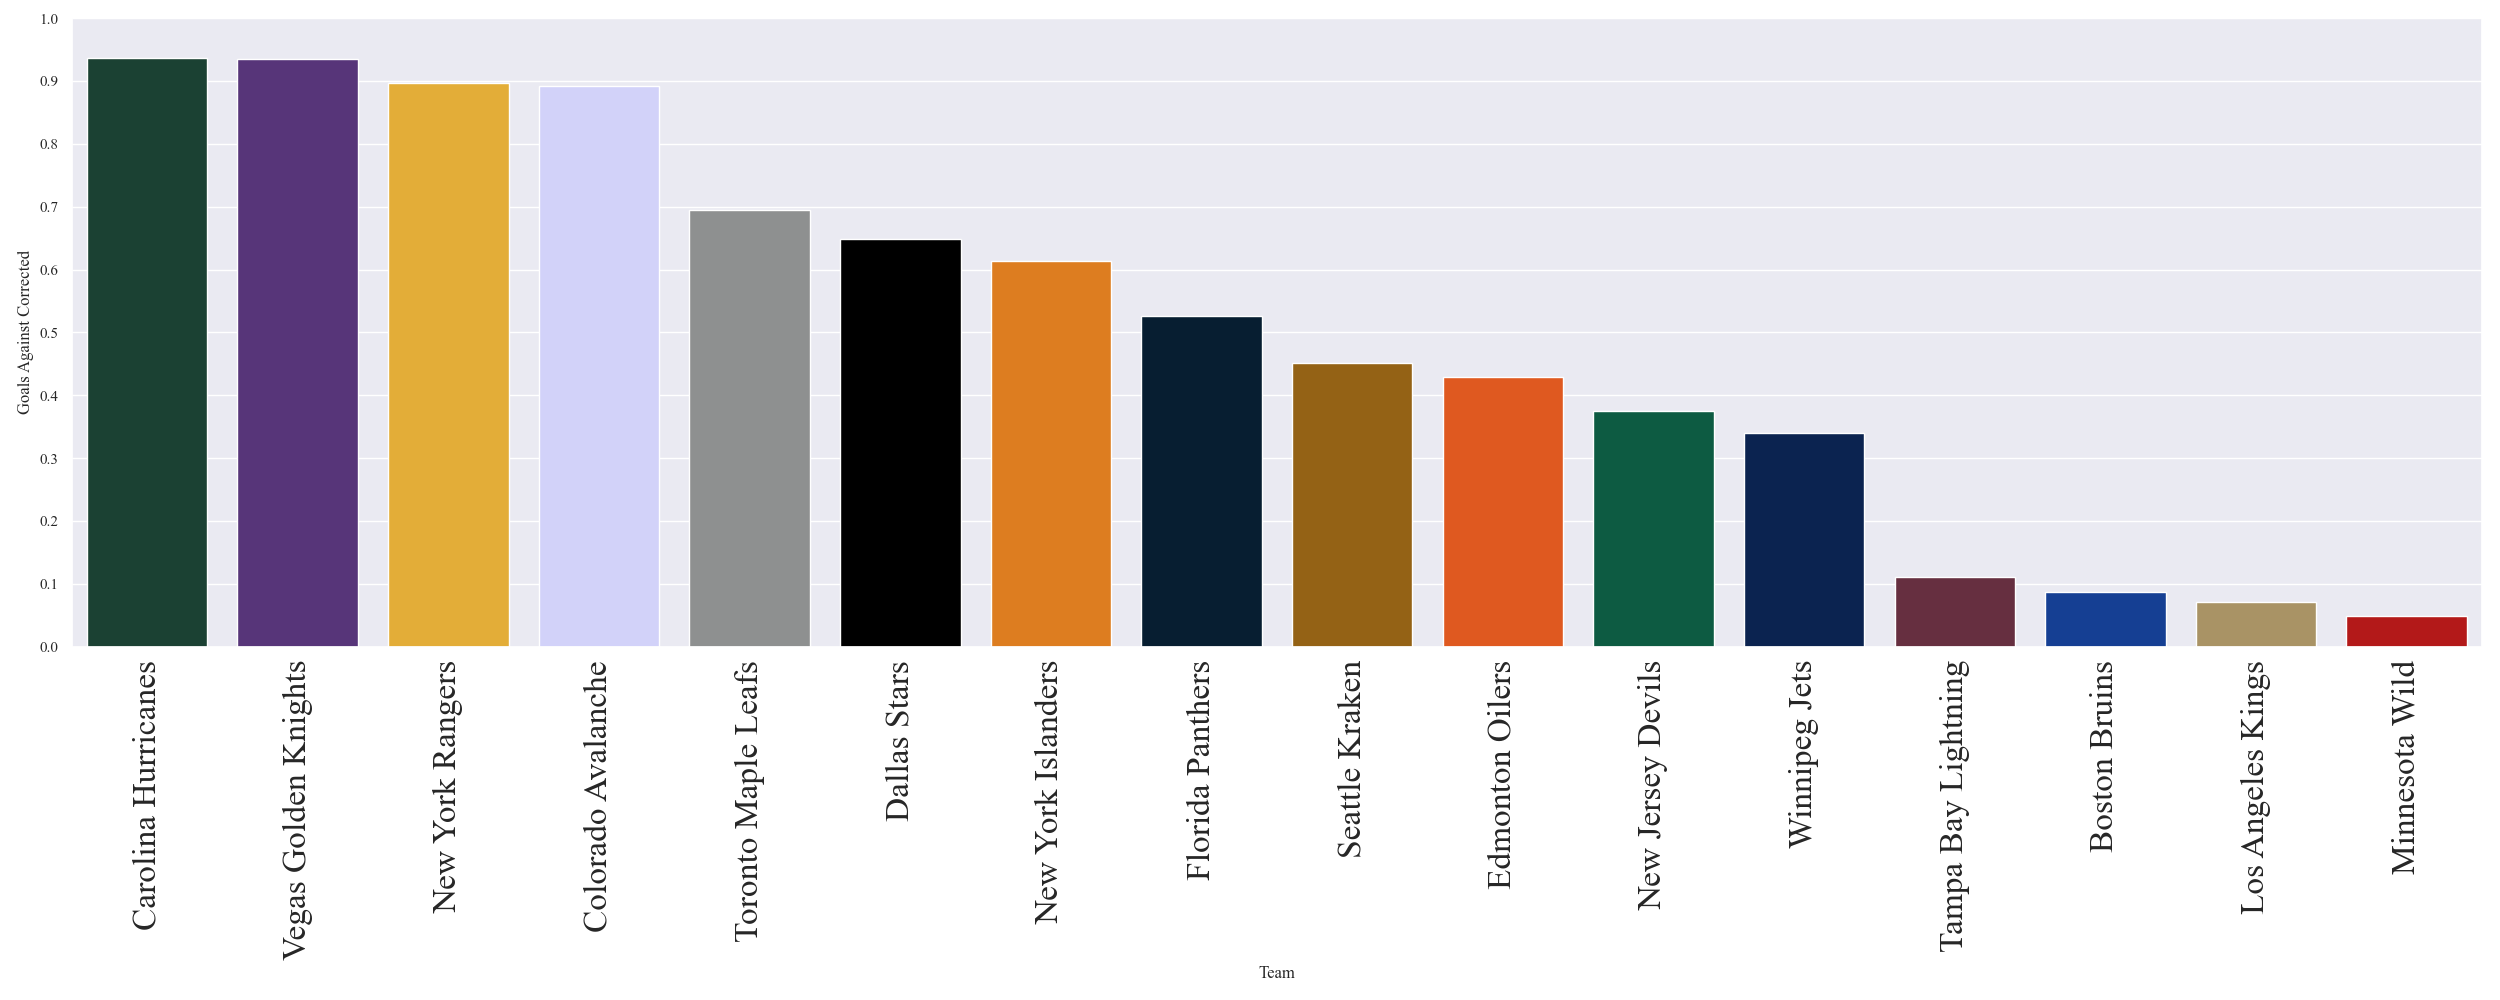 1.0
0.9
0.8
0.7
0.6
0.5
0.4
0.3
0.2
0.1
0.0
Goals Against Corrected
Carolina Hurricanes
Vegas Golden Knights
New York Rangers
Colorado Avalanche
Toronto Maple Leafs
Dallas Stars
New York Islanders
Florida Panthers
Seattle Kraken
Edmonton Oilers
New Jersey Devils
Winnipeg Jets
Tampa Bay Lightning
Boston Bruins
Los Angeles Kings
Minnesota Wild
Team